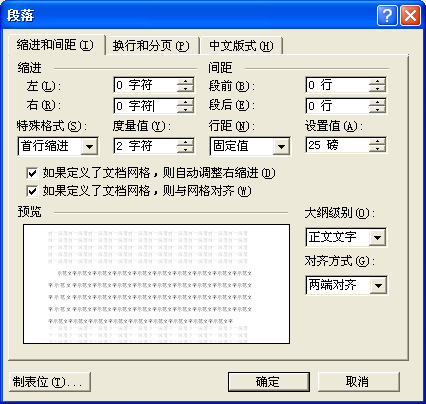 段落
缩进和间距(I) 换行和分页(P) 中文版式(H)
缩进 间距
左(L): 0 字符 段前(B): 0 行
右(R): 0 字符 段后(E): 0 行
特殊格式(S): 度量值(Y): 行距(N): 设置值(A):
首行缩进 2 字符 固定值 25 磅
如果定义了文档网格，则自动调整右缩进(D)
如果定义了文档网格，则与网格对齐(W)
预览 大纲级别(O):
正文文字
对齐方式(G):
两端对齐
制表位(T)... 确定 取消